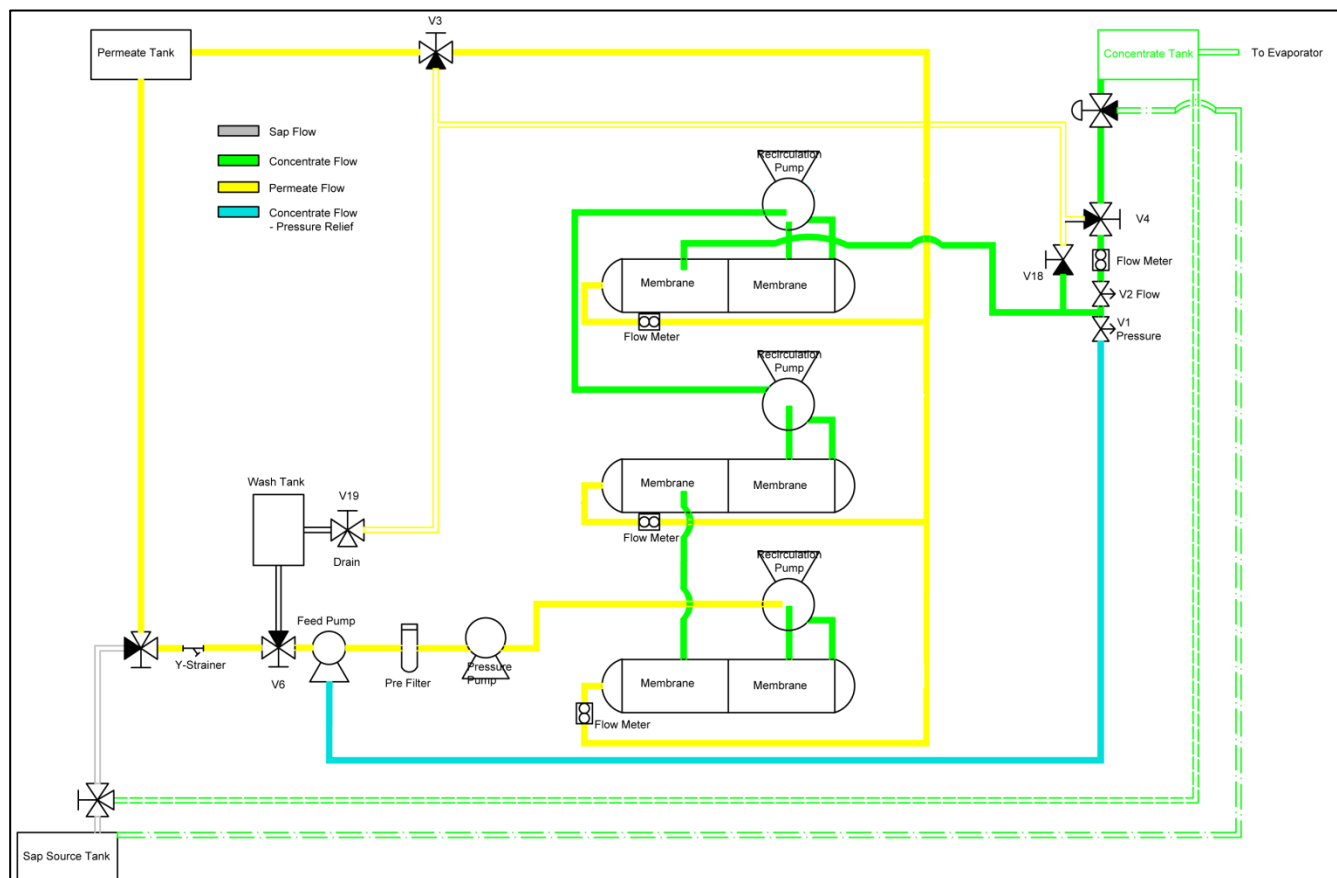 V3
Permeate Tank
Concentrate Tank
To Evaporator
Sap Flow
Concentrate Flow
Permeate Flow
Concentrate Flow
- Pressure Relief
Recirculation
Pump
V4
Flow Meter
V18
V2 Flow
V1
Pressure
Membrane
Membrane
Flow Meter
Recirculation
Pump
Membrane
Membrane
Flow Meter
Wash Tank
V19
Drain
Recirculation
Pump
Feed Pump
Y-Strainer
V6
Pre Filter
Pressure
Pump
Membrane
Membrane
Flow Meter
Sap Source Tank